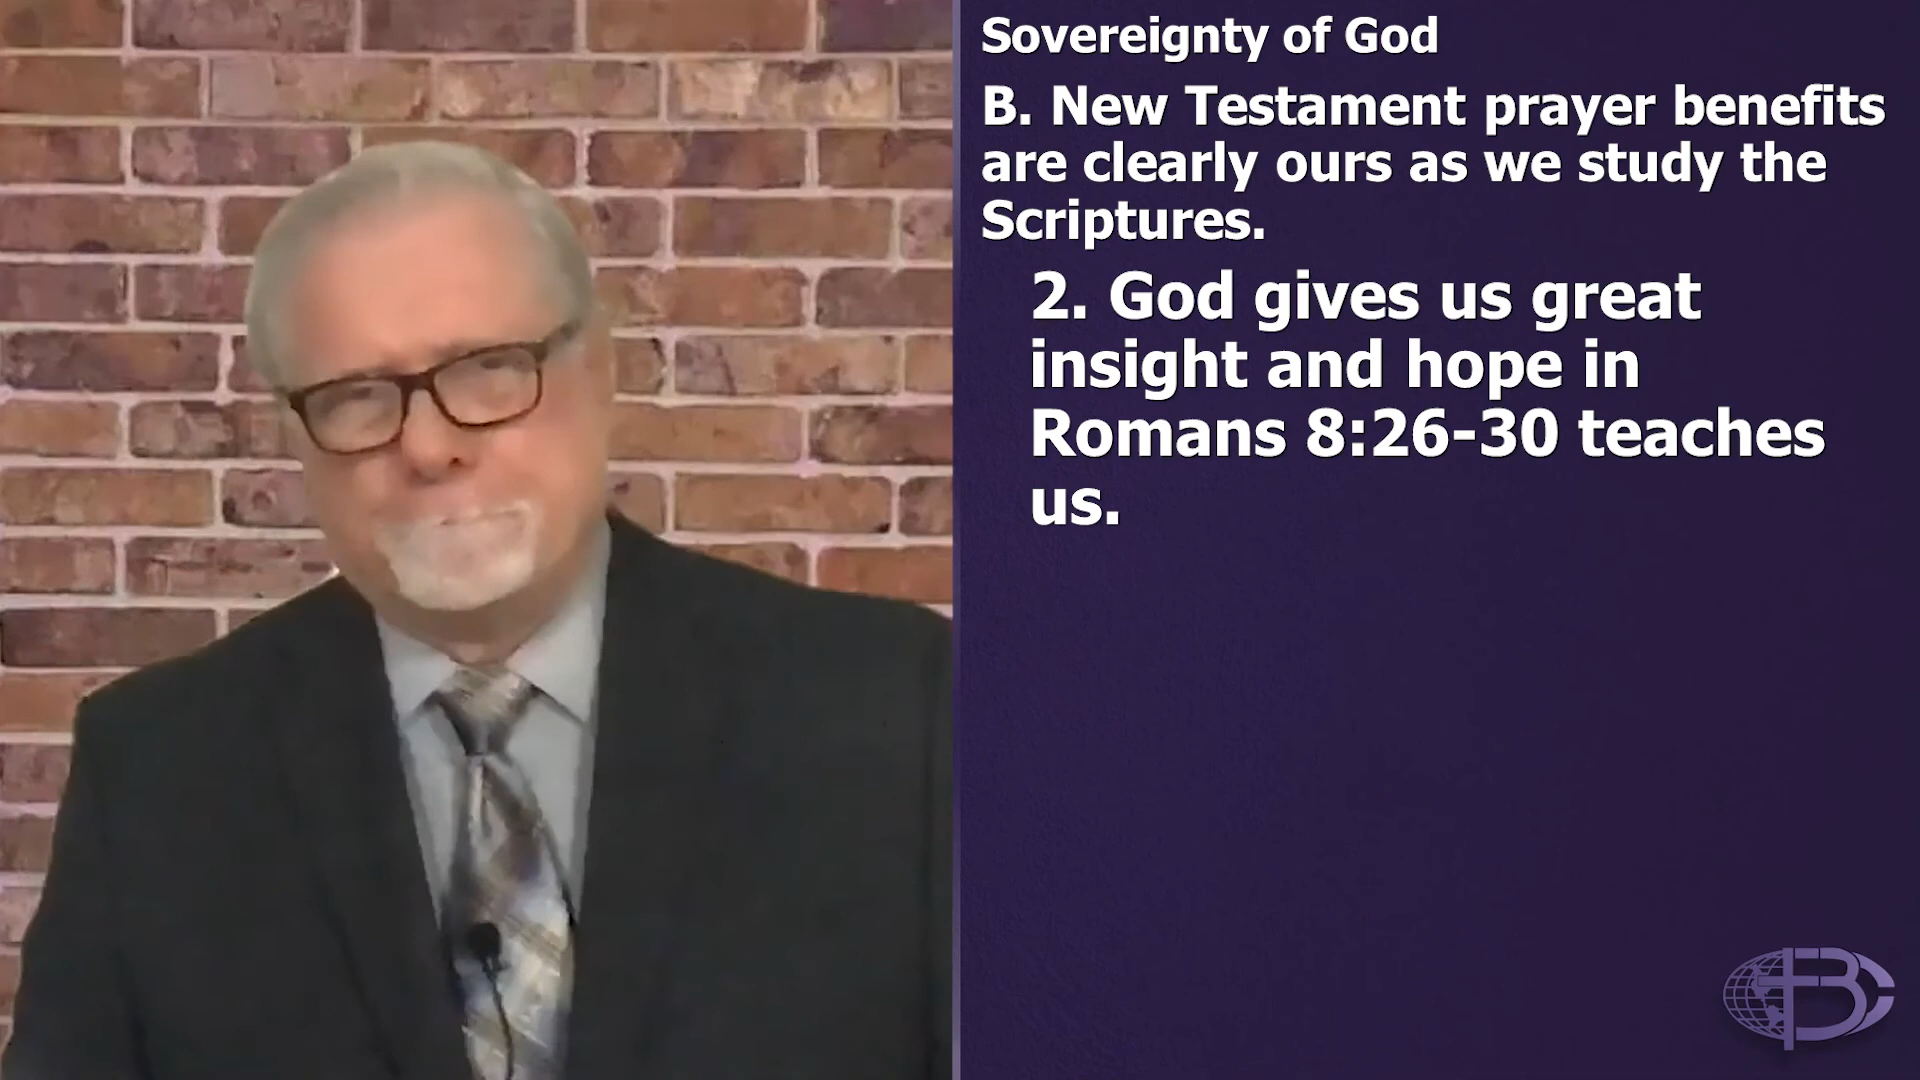 Sovereignty of God
B. New Testament prayer benefits
are clearly ours as we study the
Scriptures.
2. God gives us great
insight and hope in
Romans 8:26-30 teaches
us.
BC